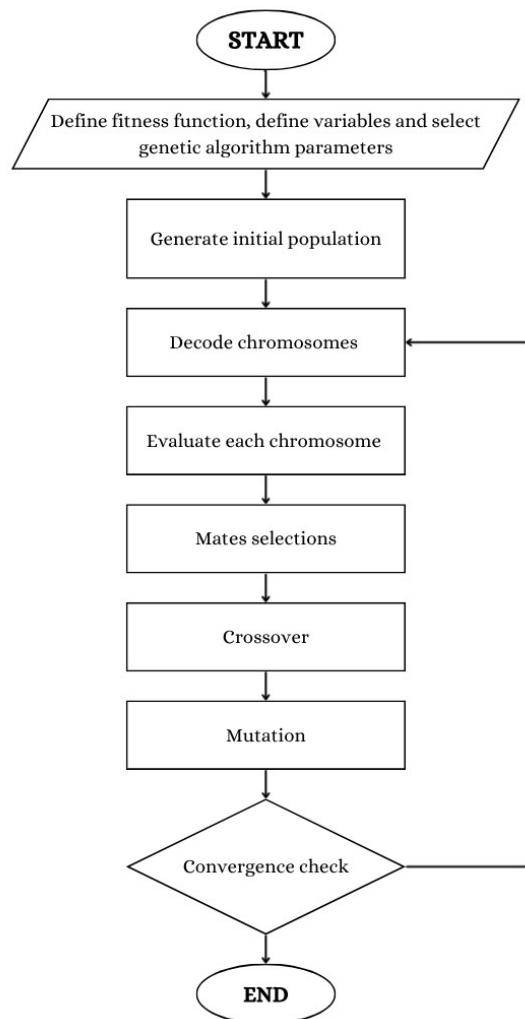 START
Define fitness function, define variables and select
genetic algorithm parameters
Generate initial population
Decode chromosomes
Evaluate each chromosome
Mates selections
Crossover
Mutation
Convergence check
END